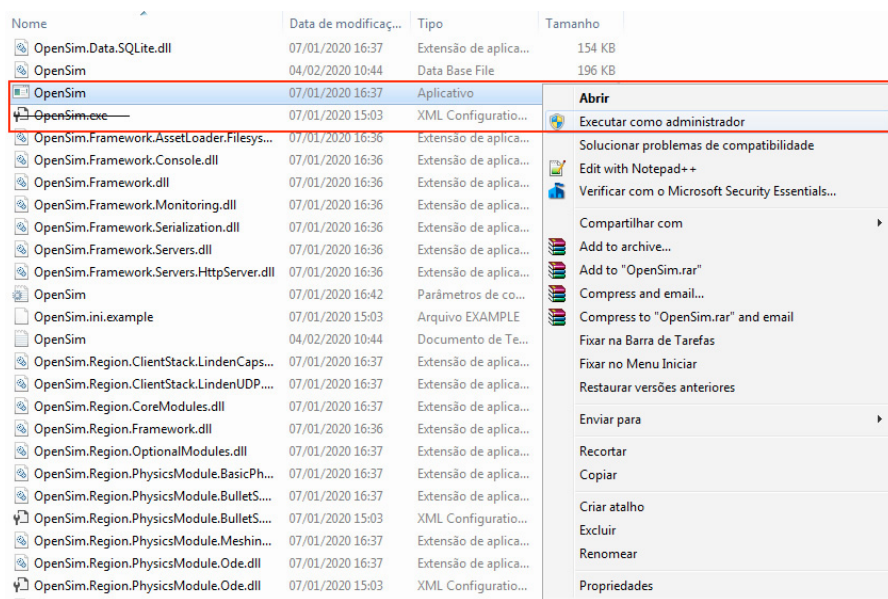 Nome Data de modificaç... Tipo Tamanho
OpenSim.Data.SQLite.dll 07/01/2020 16:37 Extensão de aplica... 154 KB
OpenSim 04/02/2020 10:44 Data Base File 196 KB
OpenSim 07/01/2020 16:37 Aplicativo
OpenSim.exe 07/01/2020 15:03 XML Configuratio...
OpenSim.Framework.AssetLoader.Filesys... 07/01/2020 16:36 Extensão de aplica...
OpenSim.Framework.Console.dll 07/01/2020 16:36 Extensão de aplica...
OpenSim.Framework.dll 07/01/2020 16:36 Extensão de aplica...
OpenSim.Framework.Monitoring.dll 07/01/2020 16:36 Extensão de aplica...
OpenSim.Framework.Serialization.dll 07/01/2020 16:36 Extensão de aplica...
OpenSim.Framework.Servers.dll 07/01/2020 16:36 Extensão de aplica...
OpenSim.Framework.Servers.HttpServer.dll 07/01/2020 16:36 Extensão de aplica...
OpenSim 07/01/2020 16:42 Parâmetros de co...
OpenSim.ini.example 07/01/2020 15:03 Arquivo EXAMPLE
OpenSim 04/02/2020 10:44 Documento de Te...
OpenSim.Region.ClientStack.LindenCaps... 07/01/2020 16:37 Extensão de aplica...
OpenSim.Region.ClientStack.LindenUDP.... 07/01/2020 16:37 Extensão de aplica...
OpenSim.Region.CoreModules.dll 07/01/2020 16:37 Extensão de aplica...
OpenSim.Region.Framework.dll 07/01/2020 16:36 Extensão de aplica...
OpenSim.Region.OptionalModules.dll 07/01/2020 16:37 Extensão de aplica...
OpenSim.Region.PhysicsModule.BasicPh... 07/01/2020 16:37 Extensão de aplica...
OpenSim.Region.PhysicsModule.BulletS.... 07/01/2020 16:37 Extensão de aplica...
OpenSim.Region.PhysicsModule.BulletS.... 07/01/2020 15:03 XML Configuratio...
OpenSim.Region.PhysicsModule.Meshin... 07/01/2020 16:37 Extensão de aplica...
OpenSim.Region.PhysicsModule.Ode.dll 07/01/2020 16:37 Extensão de aplica...
OpenSim.Region.PhysicsModule.Ode.dll 07/01/2020 15:03 XML Configuratio...
Abrir
Executar como administrador
Solucionar problemas de compatibilidade
Edit with Notepad++
Verificar com o Microsoft Security Essentials...
Compartilhar com
Add to archive...
Add to "OpenSim.rar"
Compress and email...
Compress to "OpenSim.rar" and email
Fixar na Barra de Tarefas
Fixar no Menu Iniciar
Restaurar versões anteriores
Enviar para
Recortar
Copiar
Criar atalho
Excluir
Renomear
Propriedades